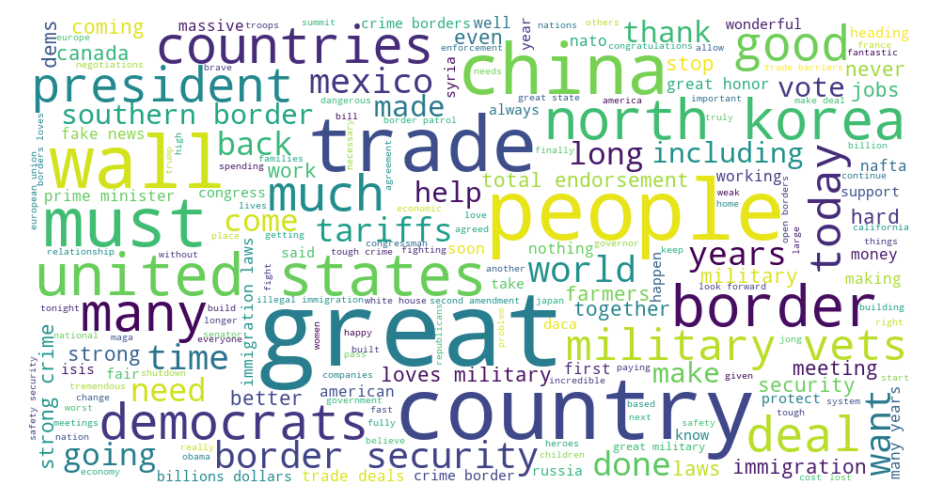 dems
coming
massive
troops
summit
crime borders
well
year
nations
others
wonderful
heading
europe
countries
even
nato
congratulations
allow
thank
good
france
canada
negotiations
brave
enforcement
china
stop
trade barriers
fantastic
president
mexico
syria
needs
great honor
vote
never
jobs
dangerous
great state
america
important
make deal
southern border
made
always
north korea
billion
bill
border patrol
truly
fake news
high
trump
back
spending
necessary
trade
finally
long
including
today
nafta
european union
borders loves
wall
work
families
agreement
continue
prime minister
congress
much
help
total endorsement
working
weak
home
support
must
lives
economic
love
people
open borders
large
hard
california
come
place
tariffs
agreed
governor
years
things
money
relationship
without
getting
said
congressman
fighting
soon
nothing
keep
happen
look forward
united states
immigration laws
fight
tough crime
another
take
world
military
making
illegal immigration
white house
second amendment
japan
farmers
together
border
building
tonight
build
longer
many
great
republicans
problem
daca
military vets
right
national
maga
senator
everyone
women
happy
built
pass
jong
strong crime
isis
strong
time
loves military
first
paying
incredible
make
given
meeting
want
many years
fair
shutdown
tremendous
companies
security
protect
system
start
change
need
better
american
government
country
based
next
safety
tough
deal
worst
meetings
democrats
fast
fully
know
safety security
nation
going
really
obama
border security
believe
heroes
children
great military
done
laws
immigration
economy
billions dollars
trade deals
crime border
russia
cost lost